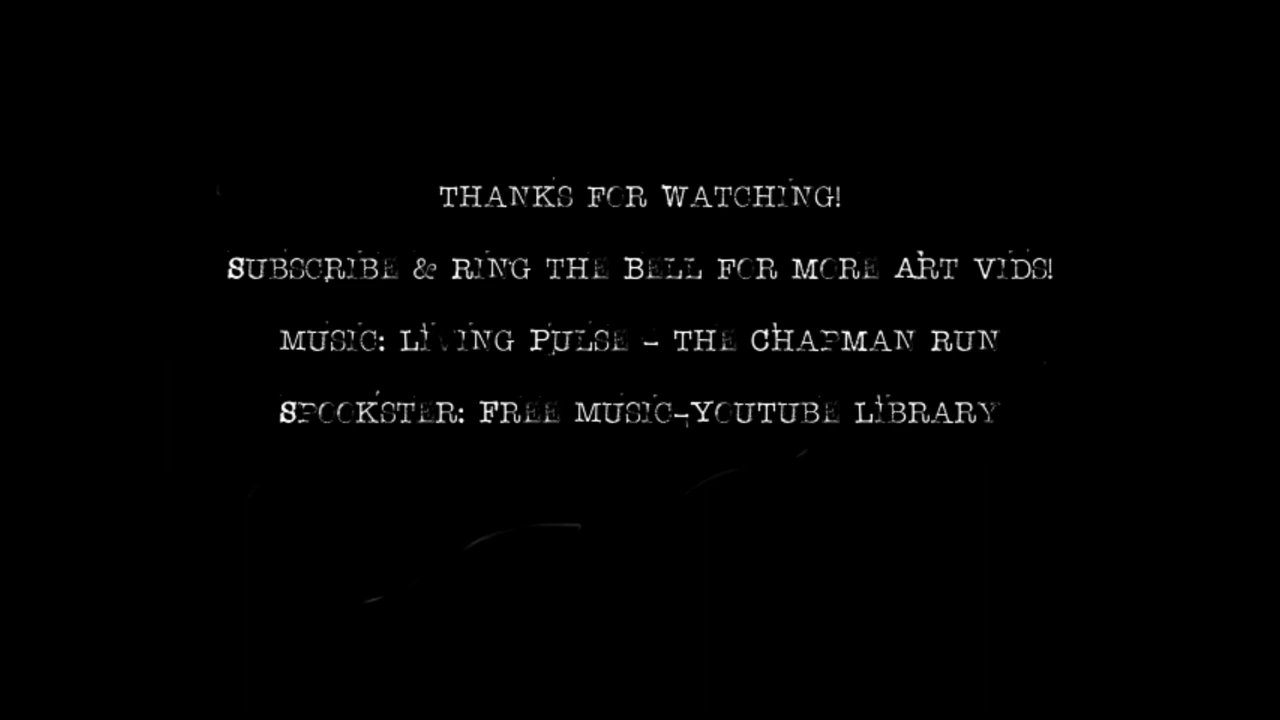 THANKS FOR WATCHING!
SUBSCRIBE & RING THE BELL FOR MORE ART VIDS!
MUSIC: LIVING PULSE - THE CHAPMAN RUN
SPOOKSTER: FREE MUSIC-YOUTUBE LIBRARY